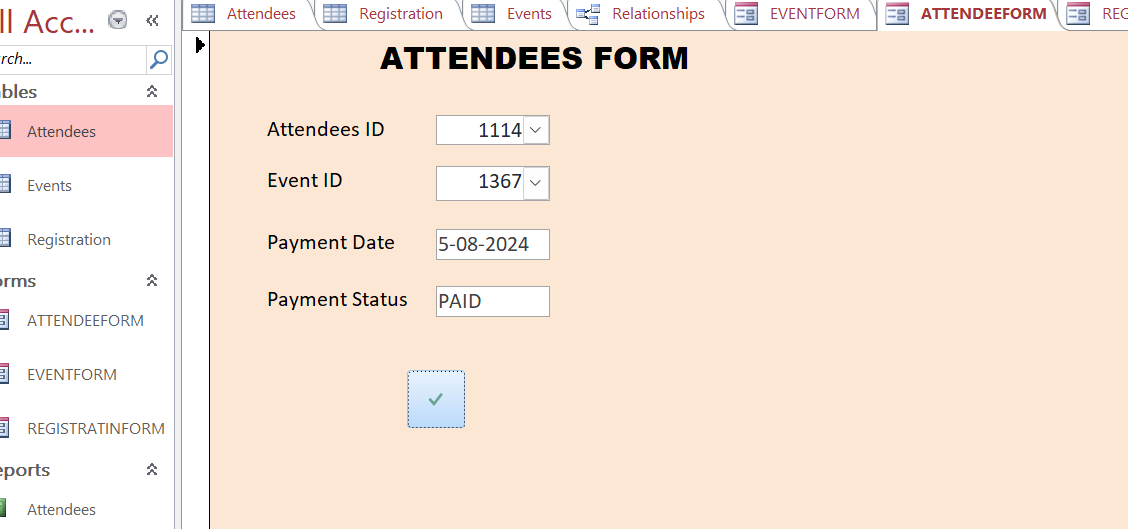 ll Acc...
Attendees
Registration
Events
Relationships
EVENTFORM
ATTENDEEFORM
REG
rch...
bles
Attendees
Events
Registration
orms
ATTENDEEFORM
EVENTFORM
REGISTRATINFORM
eports
Attendees
ATTENDEES FORM
Attendees ID 1114
Event ID 1367
Payment Date 5-08-2024
Payment Status PAID